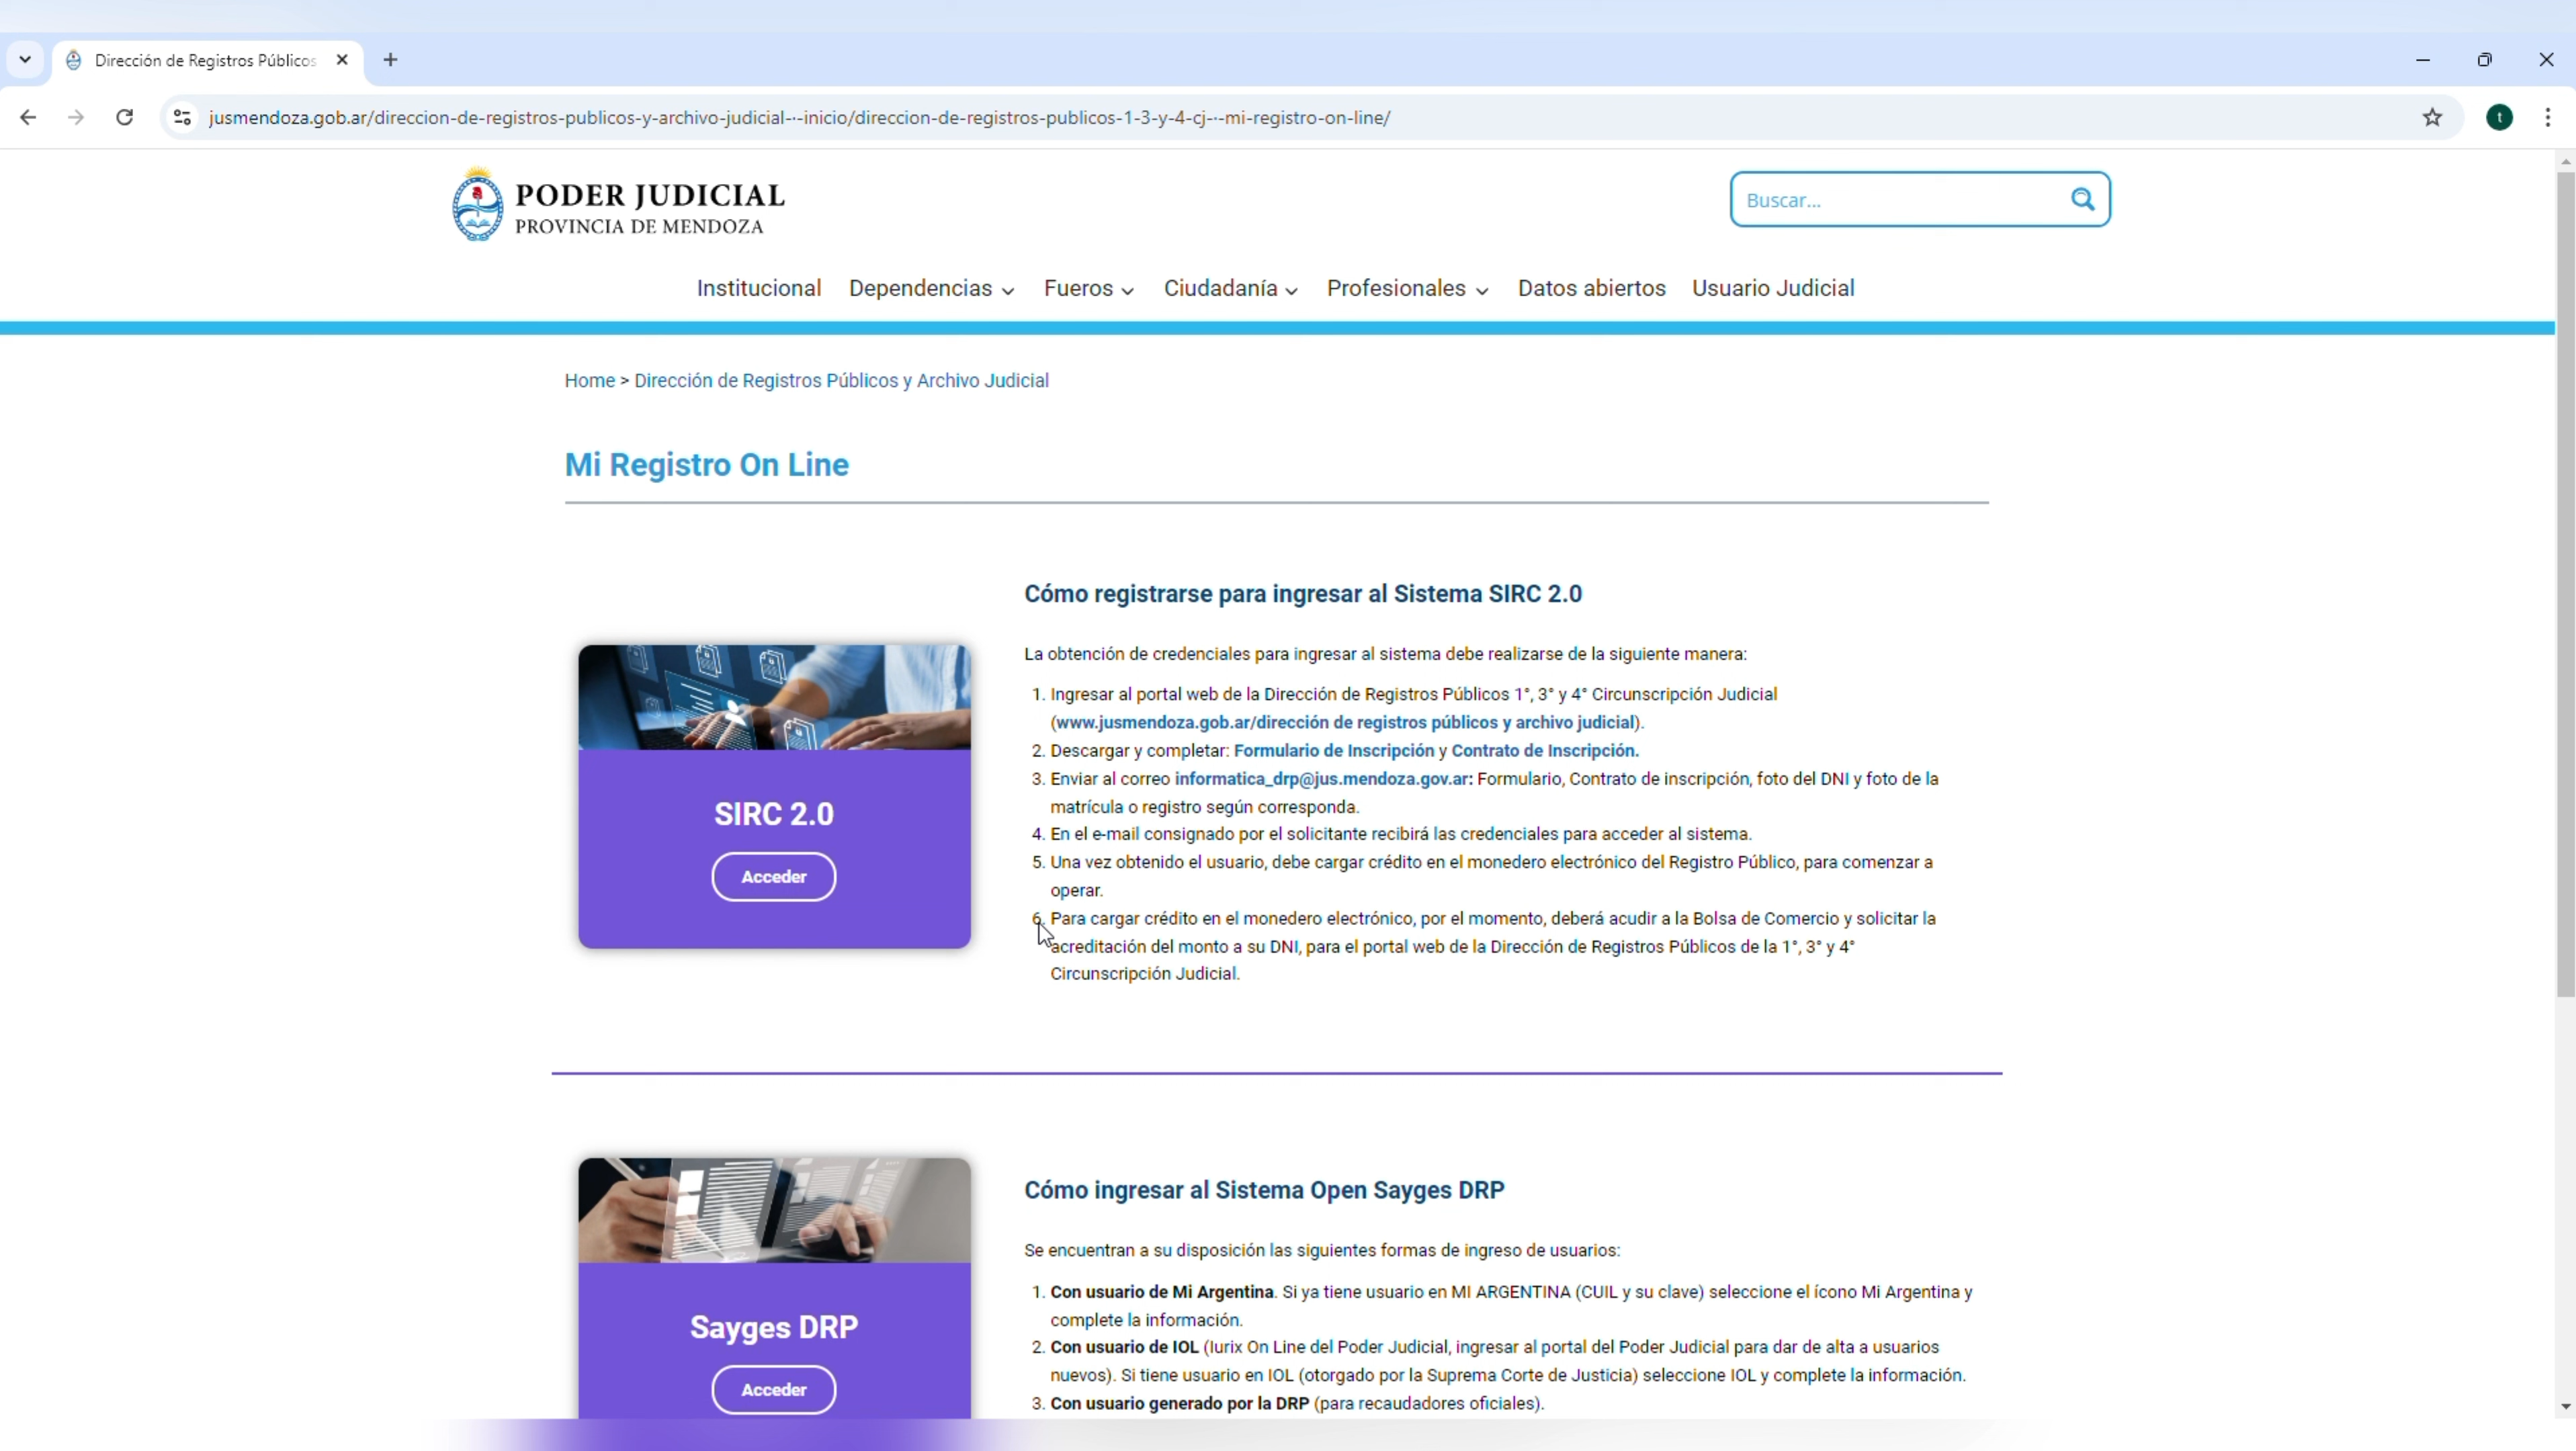 Dirección de Registros Públicos
jusmendoza.gob.ar/direccion-de-registros-publicos-y-archivo-judicial-·-inicio/direccion-de-registros-publicos-1-3-y-4-cj-·-mi-registro-on-line/
t
PODER JUDICIAL
PROVINCIA DE MENDOZA
Buscar...
Institucional Dependencias Fueros Ciudadanía Profesionales Datos abiertos Usuario Judicial
Home > Dirección de Registros Públicos y Archivo Judicial
Mi Registro On Line
SIRC 2.0
Acceder
Cómo registrarse para ingresar al Sistema SIRC 2.0
La obtención de credenciales para ingresar al sistema debe realizarse de la siguiente manera:
1. Ingresar al portal web de la Dirección de Registros Públicos 1°, 3° y 4° Circunscripción Judicial
(www.jusmendoza.gob.ar/dirección de registros públicos y archivo judicial).
2. Descargar y completar: Formulario de Inscripción y Contrato de Inscripción.
3. Enviar al correo informatica_drp@jus.mendoza.gov.ar: Formulario, Contrato de inscripción, foto del DNI y foto de la
matrícula o registro según corresponda.
4. En el e-mail consignado por el solicitante recibirá las credenciales para acceder al sistema.
5. Una vez obtenido el usuario, debe cargar crédito en el monedero electrónico del Registro Público, para comenzar a
operar.
6. Para cargar crédito en el monedero electrónico, por el momento, deberá acudir a la Bolsa de Comercio y solicitar la
acreditación del monto a su DNI, para el portal web de la Dirección de Registros Públicos de la 1°, 3° y 4°
Circunscripción Judicial.
Sayges DRP
Acceder
Cómo ingresar al Sistema Open Sayges DRP
Se encuentran a su disposición las siguientes formas de ingreso de usuarios:
1. Con usuario de Mi Argentina. Si ya tiene usuario en MI ARGENTINA (CUIL y su clave) seleccione el ícono Mi Argentina y
complete la información.
2. Con usuario de IOL (Iurix On Line del Poder Judicial, ingresar al portal del Poder Judicial para dar de alta a usuarios
nuevos). Si tiene usuario en IOL (otorgado por la Suprema Corte de Justicia) seleccione IOL y complete la información.
3. Con usuario generado por la DRP (para recaudadores oficiales).